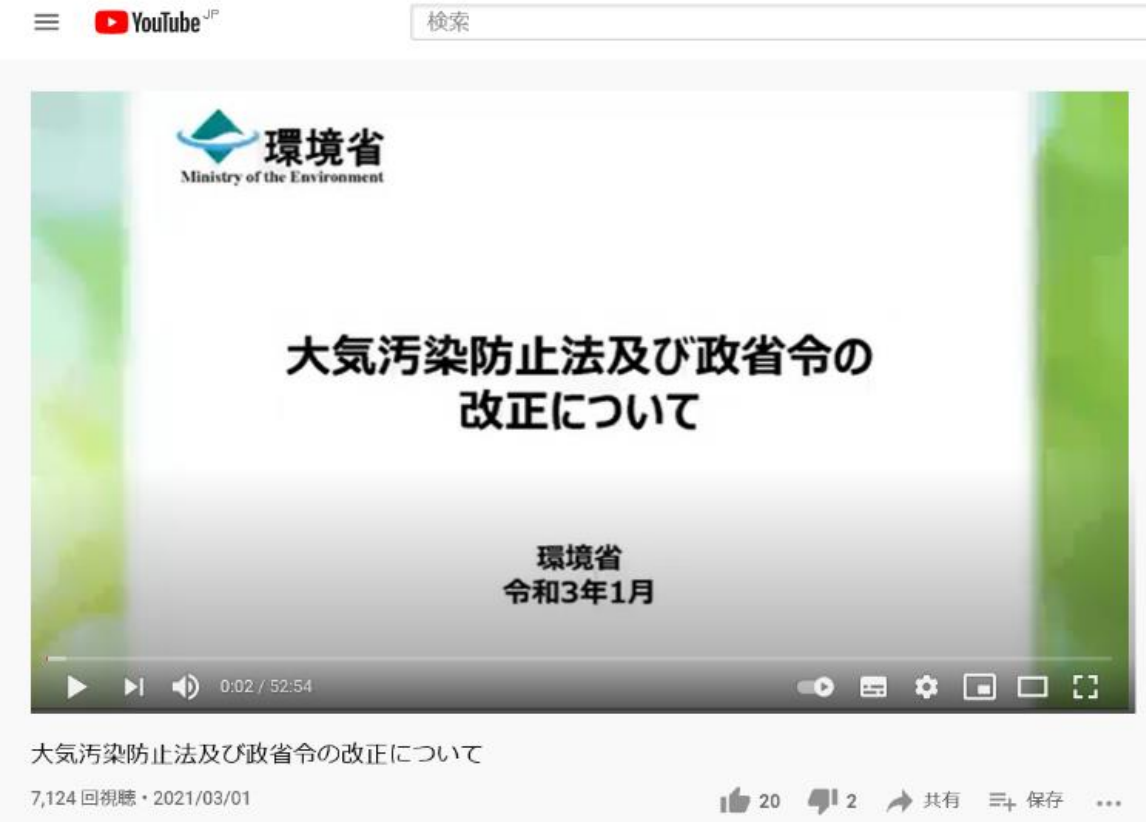 YouTube JP
検索
環境省
Ministry of the Environment
大気汚染防止法及び政省令の
改正について
環境省
令和3年1月
0:02 / 52:54
大気汚染防止法及び政省令の改正について
7,124 回視聴・2021/03/01
20 2 共有 保存